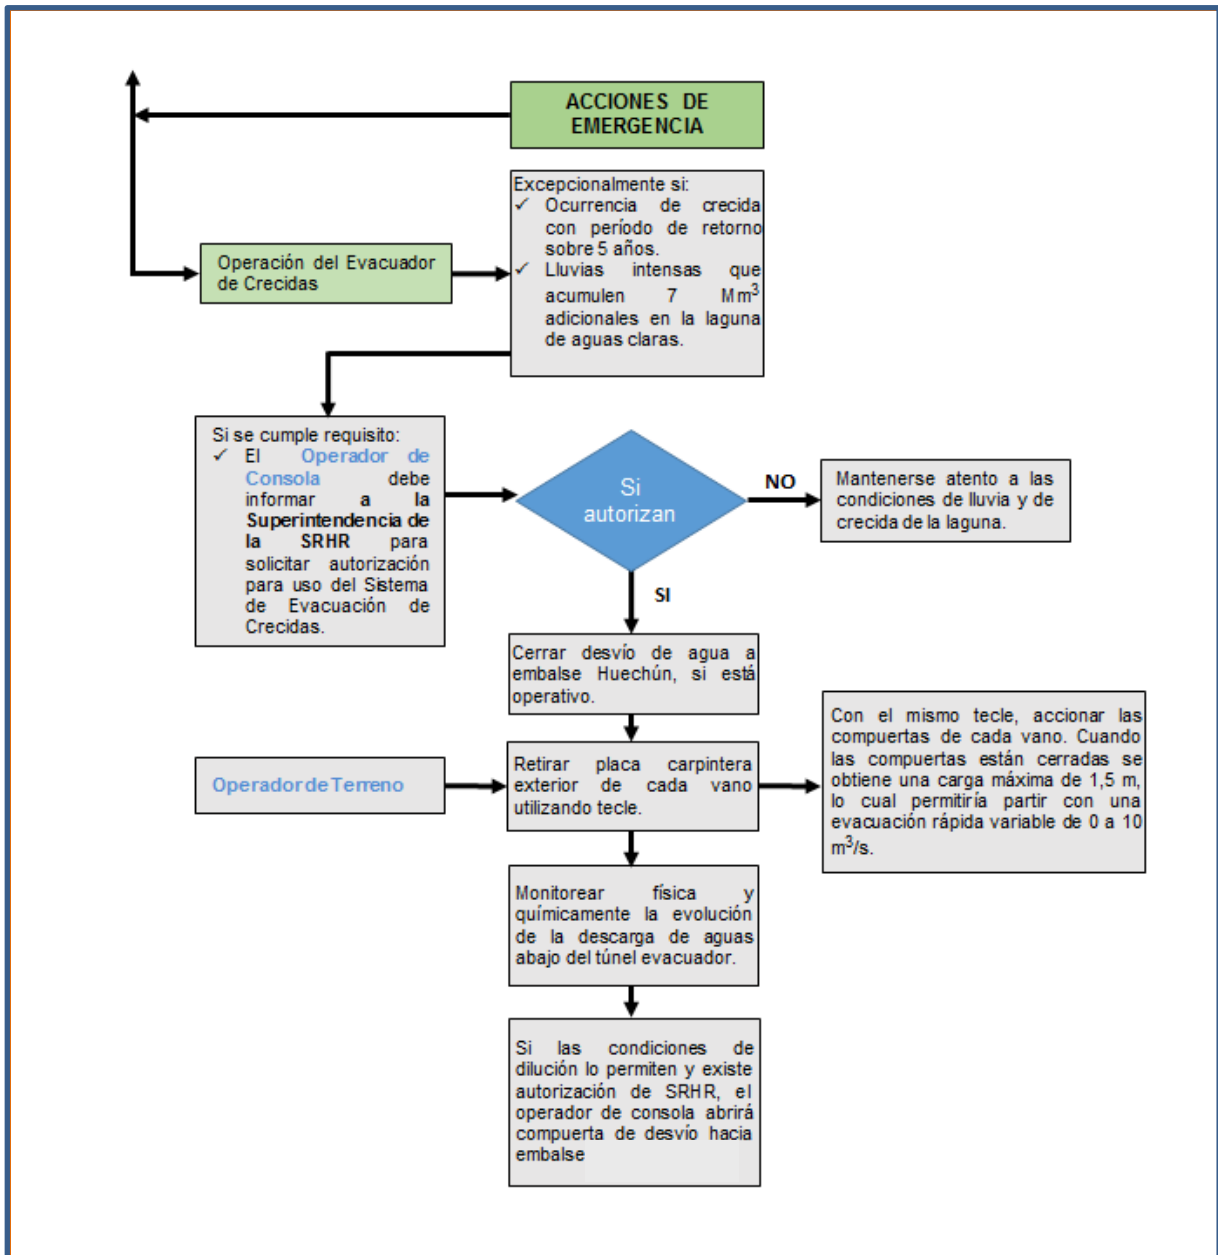 ACCIONES DE
EMERGENCIA
Excepcionalmente si:
✓ Ocurrencia de crecida
con período de retorno
sobre 5 años.
✓ Lluvias intensas que
acumulen 7 Mm³
adicionales en la laguna
de aguas claras.
Operación del Evacuador
de Crecidas
Si se cumple requisito:
✓ El Operador de
Consola debe
informar a la
Superintendencia de
la SRHR para
solicitar autorización
para uso del Sistema
de Evacuación de
Crecidas.
Si
autorizan
NO
Mantenerse atento a las
condiciones de lluvia y de
crecida de la laguna.
SI
Cerrar desvío de agua a
embalse Huechún, si está
operativo.
Operador de Terreno
Retirar placa carpintera
exterior de cada vano
utilizando tecle.
Con el mismo tecle, accionar las
compuertas de cada vano. Cuando
las compuertas están cerradas se
obtiene una carga máxima de 1,5 m,
lo cual permitiría partir con una
evacuación rápida variable de 0 a 10
m³/s.
Monitorear física y
químicamente la evolución
de la descarga de aguas
abajo del túnel evacuador.
Si las condiciones de
dilución lo permiten y existe
autorización de SRHR, el
operador de consola abrirá
compuerta de desvío hacia
embalse